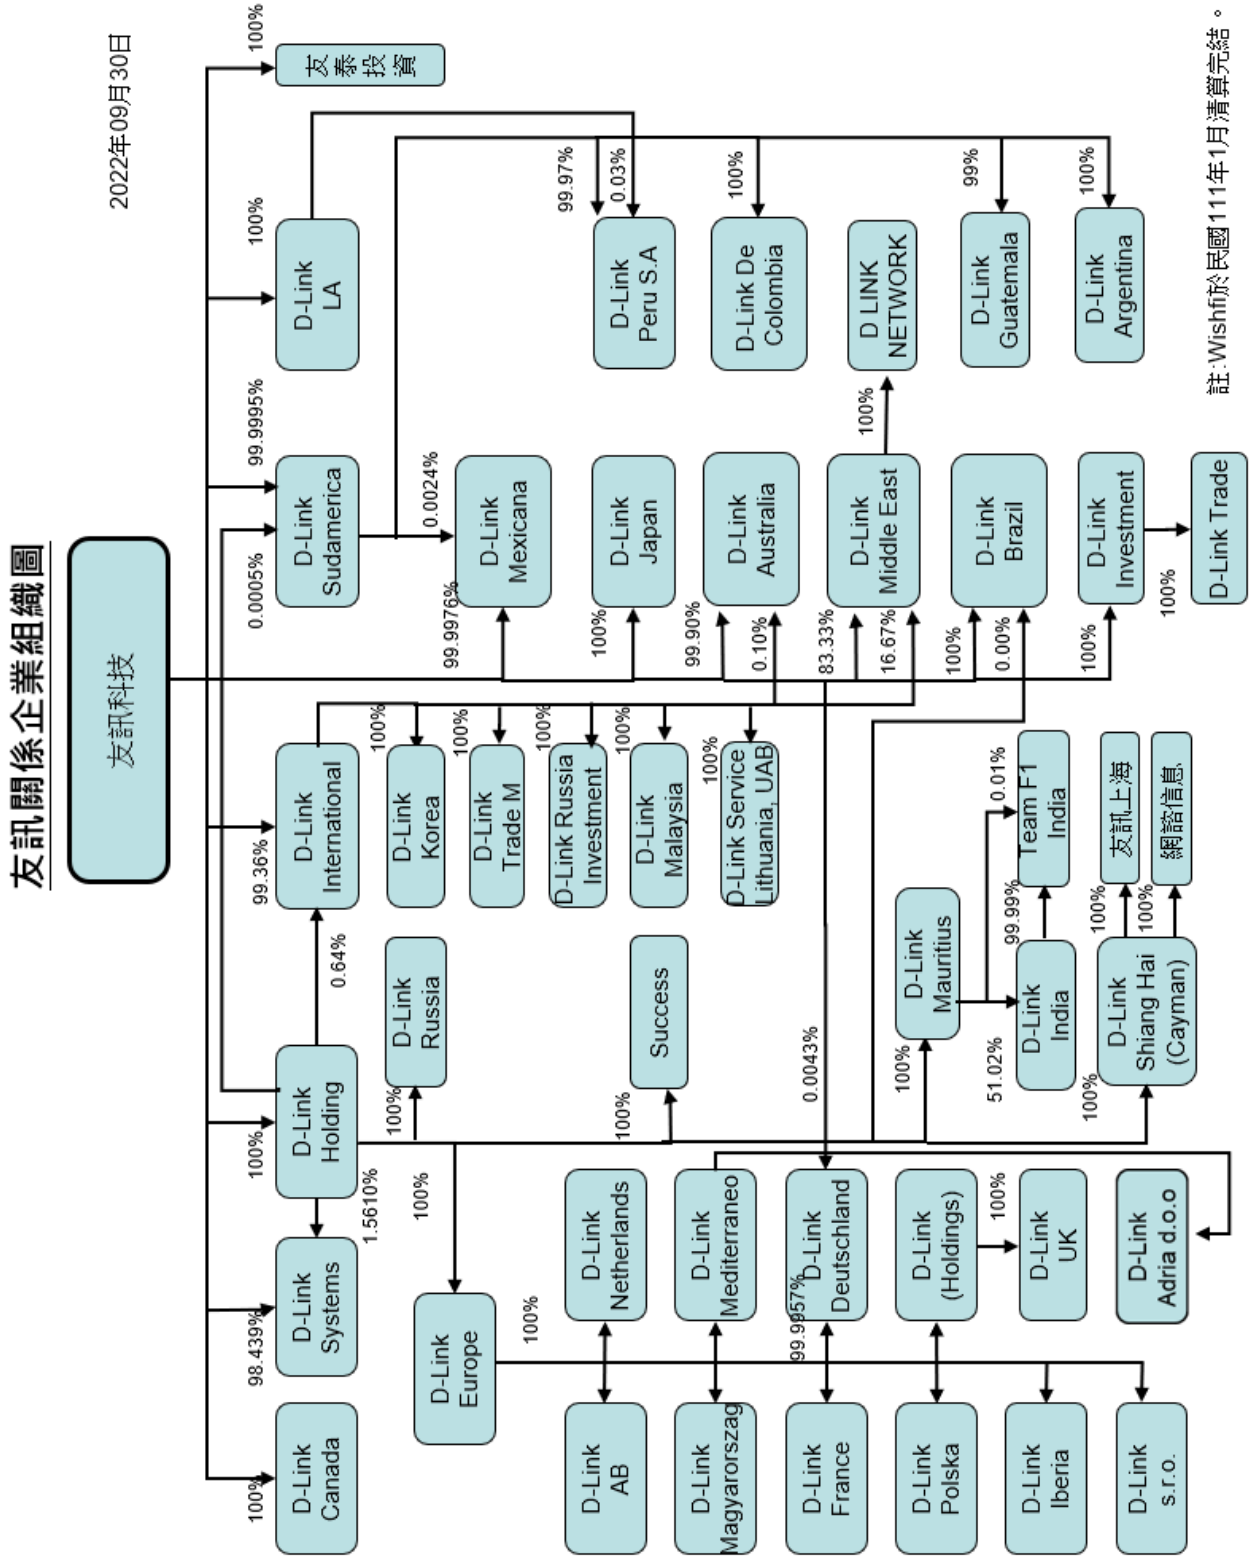 友訊關係企業組織圖
2022年09月30日
友訊科技
100%
98.439%
100%
99.36%
0.0005%
99.9995%
100%
100%
D-Link
Canada
D-Link
Systems
D-Link
Holding
D-Link
International
D-Link
Sudamerica
D-Link
LA
友泰投資
1.5610%
0.64%
0.0024%
100%
D-Link
Europe
100%
D-Link
Russia
100%
D-Link
Korea
100%
D-Link
Trade M
99.9976%
D-Link
Mexicana
100%
D-Link
AB
D-Link
Netherlands
100%
Success
100%
D-Link Russia
Investment
100%
D-Link
Malaysia
100%
D-Link
Japan
99.97%
0.03%
D-Link
Peru S.A
D-Link
Magyarorszag
D-Link
Mediterraneo
100%
D-Link Service
Lithuania, UAB
99.90%
0.10%
D-Link
Australia
100%
D-Link De
Colombia
D-Link
France
99.9957%
D-Link
Deutschland
0.0043%
83.33%
16.67%
D-Link
Middle East
100%
D LINK
NETWORK
D-Link
Polska
D-Link
(Holdings)
100%
D-Link
Mauritius
100%
0.00%
D-Link
Brazil
99%
D-Link
Guatemala
D-Link
Iberia
100%
D-Link
UK
51.02%
D-Link
India
99.99%
0.01%
Team F1
India
100%
D-Link
Investment
100%
D-Link
Argentina
D-Link
s.r.o.
D-Link
Adria d.o.o
100%
D-Link
Shiang Hai
(Cayman)
100%
友訊上海
100%
網諮信息
100%
D-Link Trade
註:Wishfi於民國111年1月清算完結。